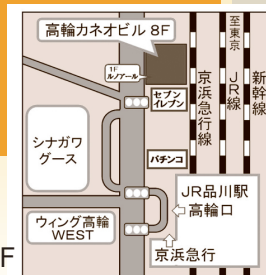 高輪カネオビル 8F
1F
ルノアール
至東京
京浜急行線
JR線
新幹線
セブン
イレブン
シナガワ
グース
パチンコ
JR品川駅
高輪口
ウィング高輪
WEST
京浜急行
F